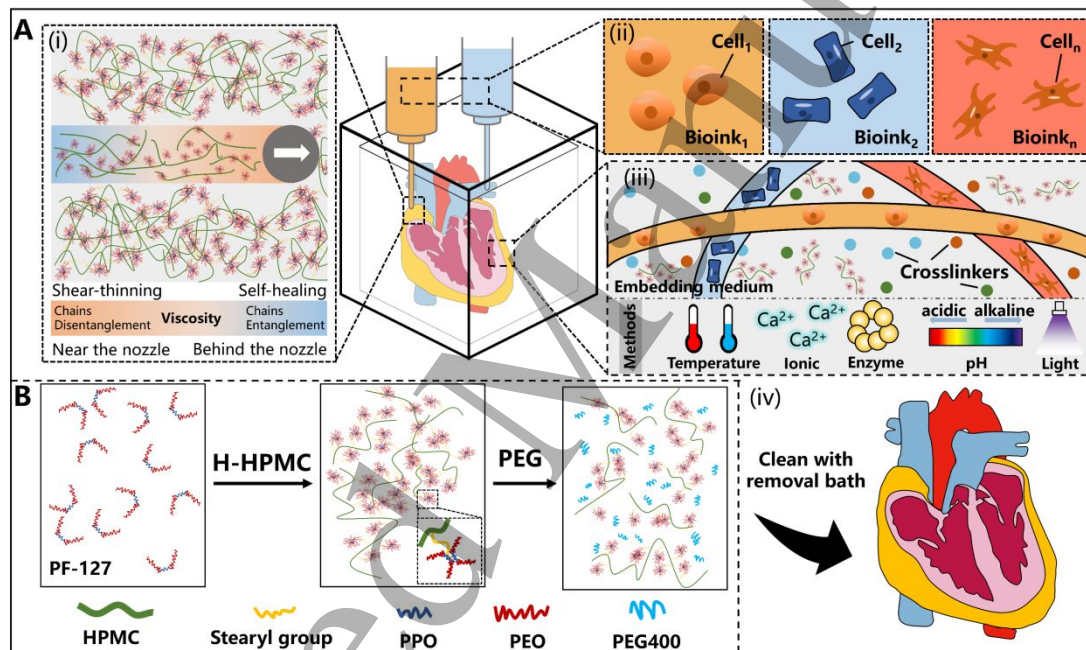 A
(i)
Shear-thinning Self-healing
Chains Disentanglement Viscosity Chains Entanglement
Near the nozzle Behind the nozzle
(ii)
Cell1
Bioink1
Cell2
Bioink2
Celln
Bioinkn
(iii)
Crosslinkers
Embedding medium
Methods
Temperature
Ca2+ Ca2+
Ca2+
Ionic
Enzyme
acidic alkaline
pH
Light
B
PF-127
H-HPMC
PEG
HPMC
Stearyl group
PPO
PEO
PEG400
(iv)
Clean with
removal bath